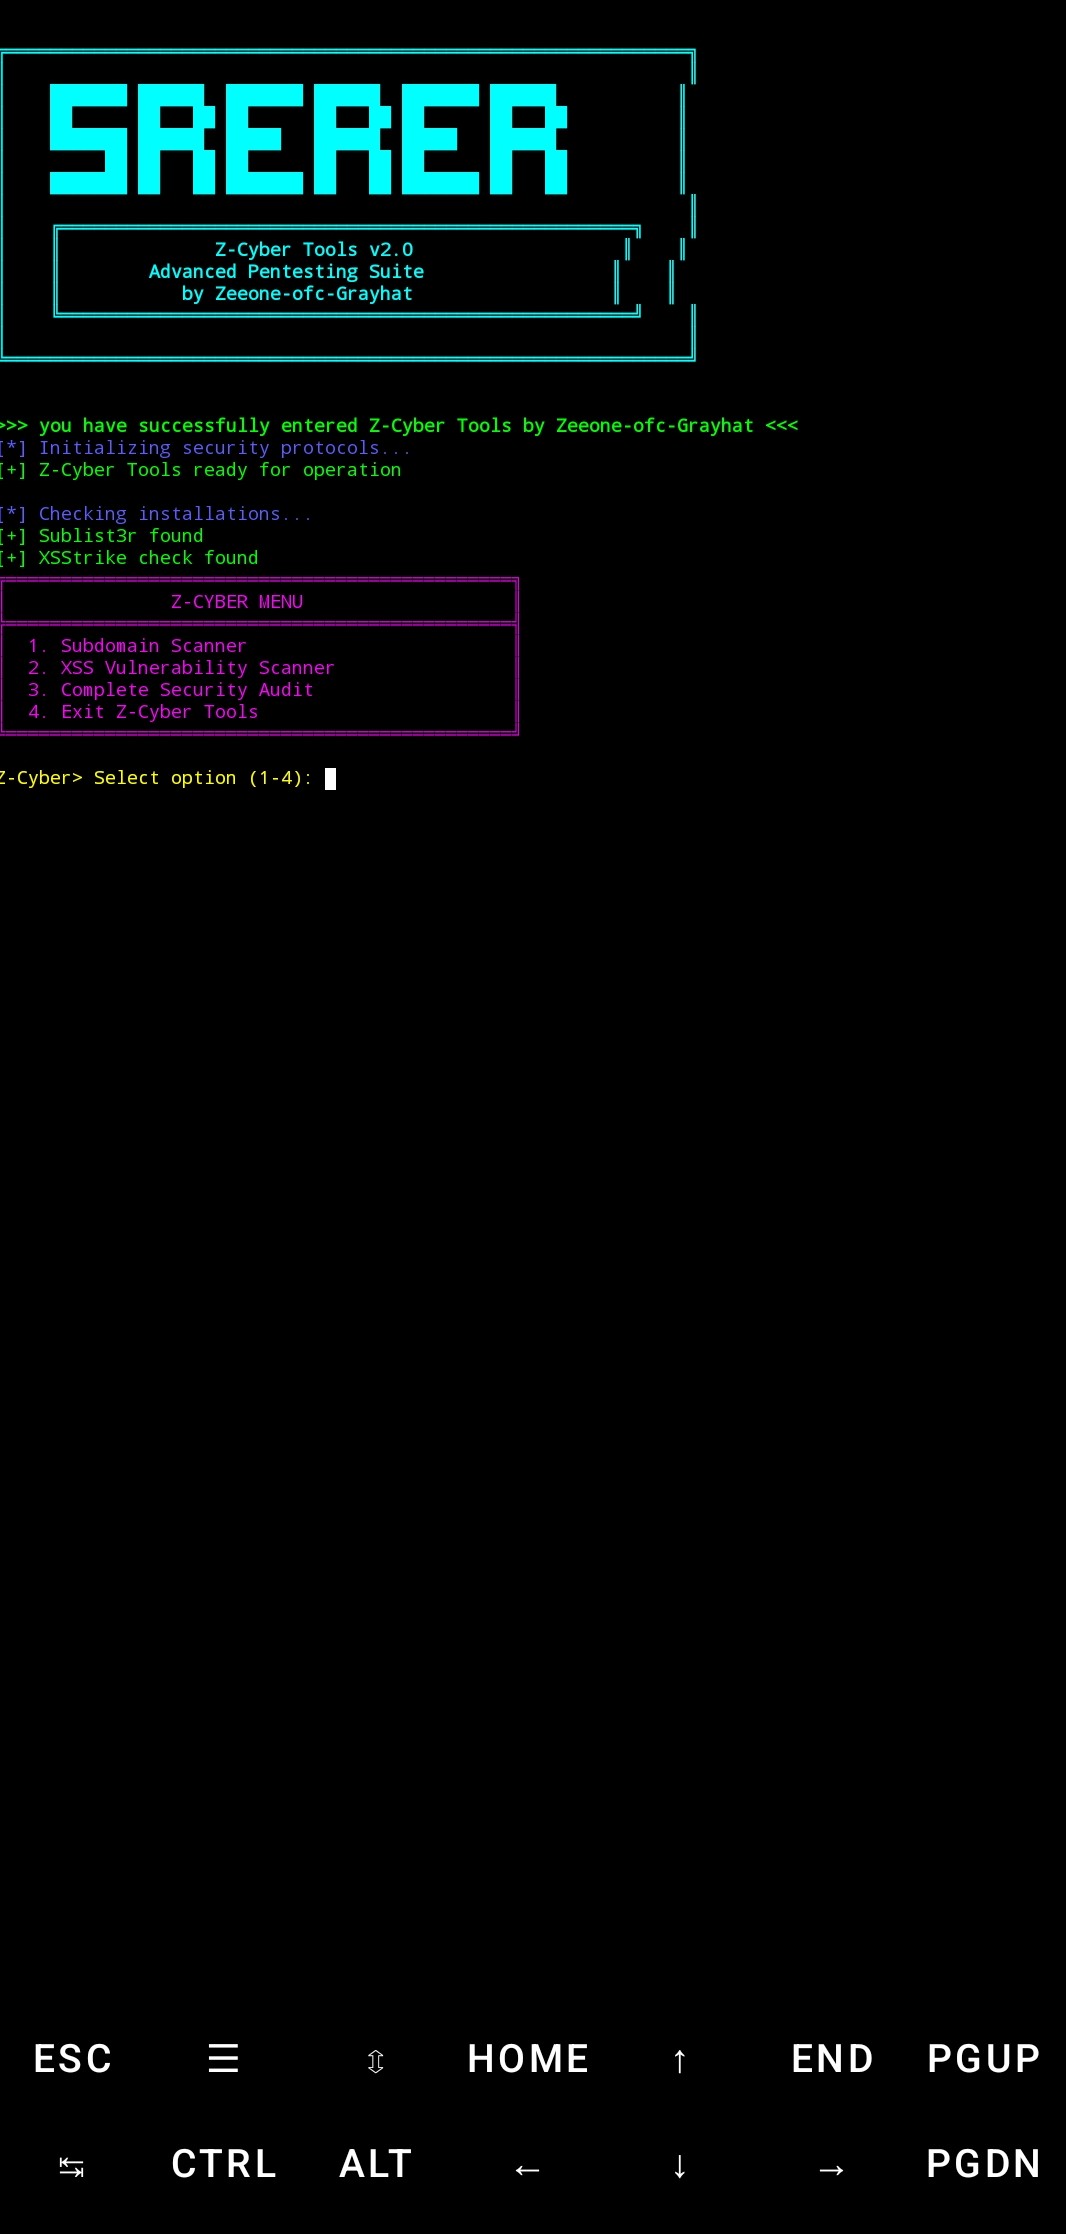 SRERER
Z-Cyber Tools v2.0
Advanced Pentesting Suite
by Zeeone-ofc-Grayhat
>>> you have successfully entered Z-Cyber Tools by Zeeone-ofc-Grayhat <<<
[*] Initializing security protocols...
[+] Z-Cyber Tools ready for operation
[*] Checking installations...
[+] Sublist3r found
[+] XSStrike check found
Z-CYBER MENU
1. Subdomain Scanner
2. XSS Vulnerability Scanner
3. Complete Security Audit
4. Exit Z-Cyber Tools
Z-Cyber> Select option (1-4):
ESC ☰ ⇳ HOME ↑ END PGUP
↹ CTRL ALT ← ↓ → PGDN